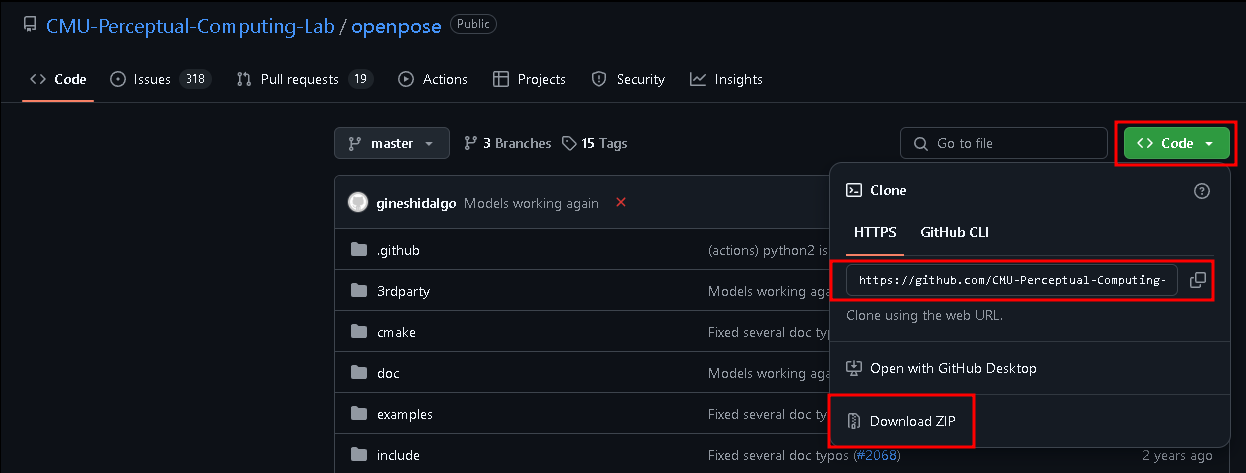 CMU-Perceptual-Computing-Lab / openpose Public
Code Issues 318 Pull requests 19 Actions Projects Security Insights
master 3 Branches 15 Tags Go to file Code
gineshidalgo Models working again
Clone
HTTPS GitHub CLI
https://github.com/CMU-Perceptual-Computing-
Clone using the web URL.
Open with GitHub Desktop
Download ZIP
.github (actions) python2 is
3rdparty Models working aga
cmake Fixed several doc typ
doc Models working aga
examples Fixed several doc ty
include Fixed several doc typos (#2068) 2 years ago